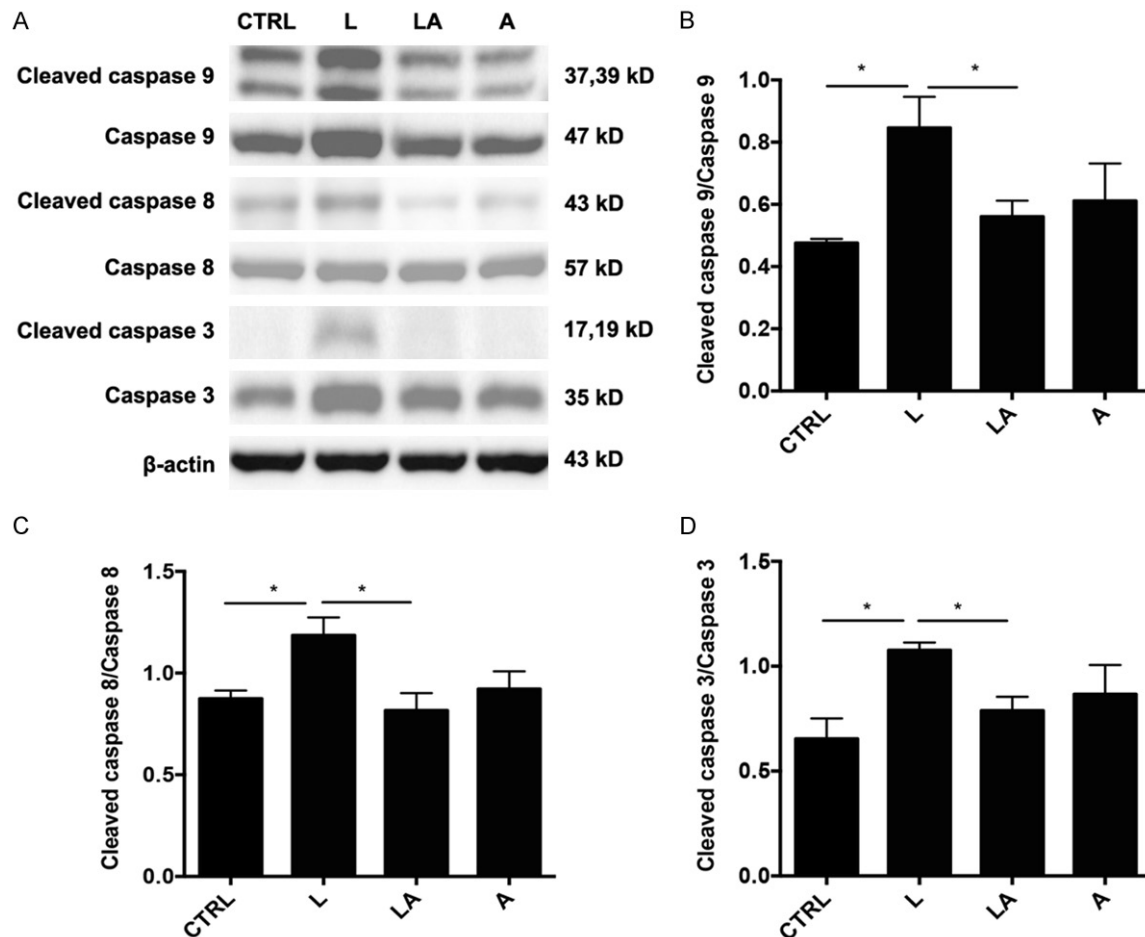 A
CTRL L LA A
Cleaved caspase 9 37,39 kD
Caspase 9 47 kD
Cleaved caspase 8 43 kD
Caspase 8 57 kD
Cleaved caspase 3 17,19 kD
Caspase 3 35 kD
β-actin 43 kD
B
Cleaved caspase 9/Caspase 9
1.0
0.8
0.6
0.4
0.2
0.0
* *
CTRL L LA A
C
Cleaved caspase 8/Caspase 8
1.5
1.0
0.5
0.0
* *
CTRL L LA A
D
Cleaved caspase 3/Caspase 3
1.5
1.0
0.5
0.0
* *
CTRL L LA A